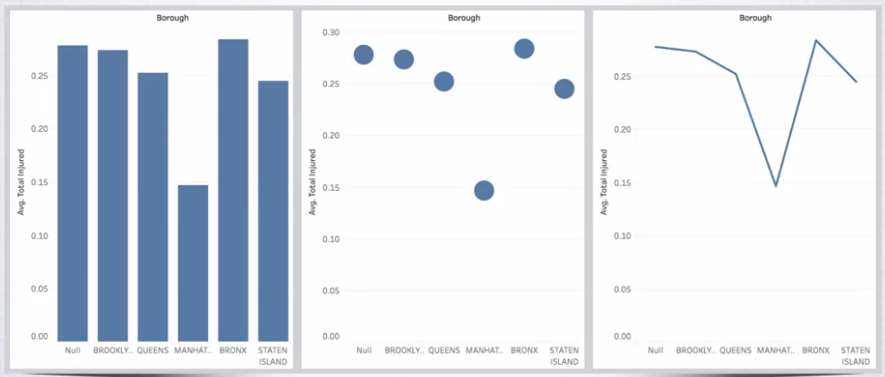 Borough
Avg. Total Injured
0.25
0.20
0.15
0.10
0.05
0.00
Null BROOKLY.. QUEENS MANHAT.. BRONX STATEN
ISLAND
Borough
Avg. Total Injured
0.30
0.25
0.20
0.15
0.10
0.05
0.00
Null BROOKLY.. QUEENS MANHAT.. BRONX STATEN
ISLAND
Borough
Avg. Total Injured
0.25
0.20
0.15
0.10
0.05
0.00
Null BROOKLY.. QUEENS MANHAT.. BRONX STATEN
ISLAND